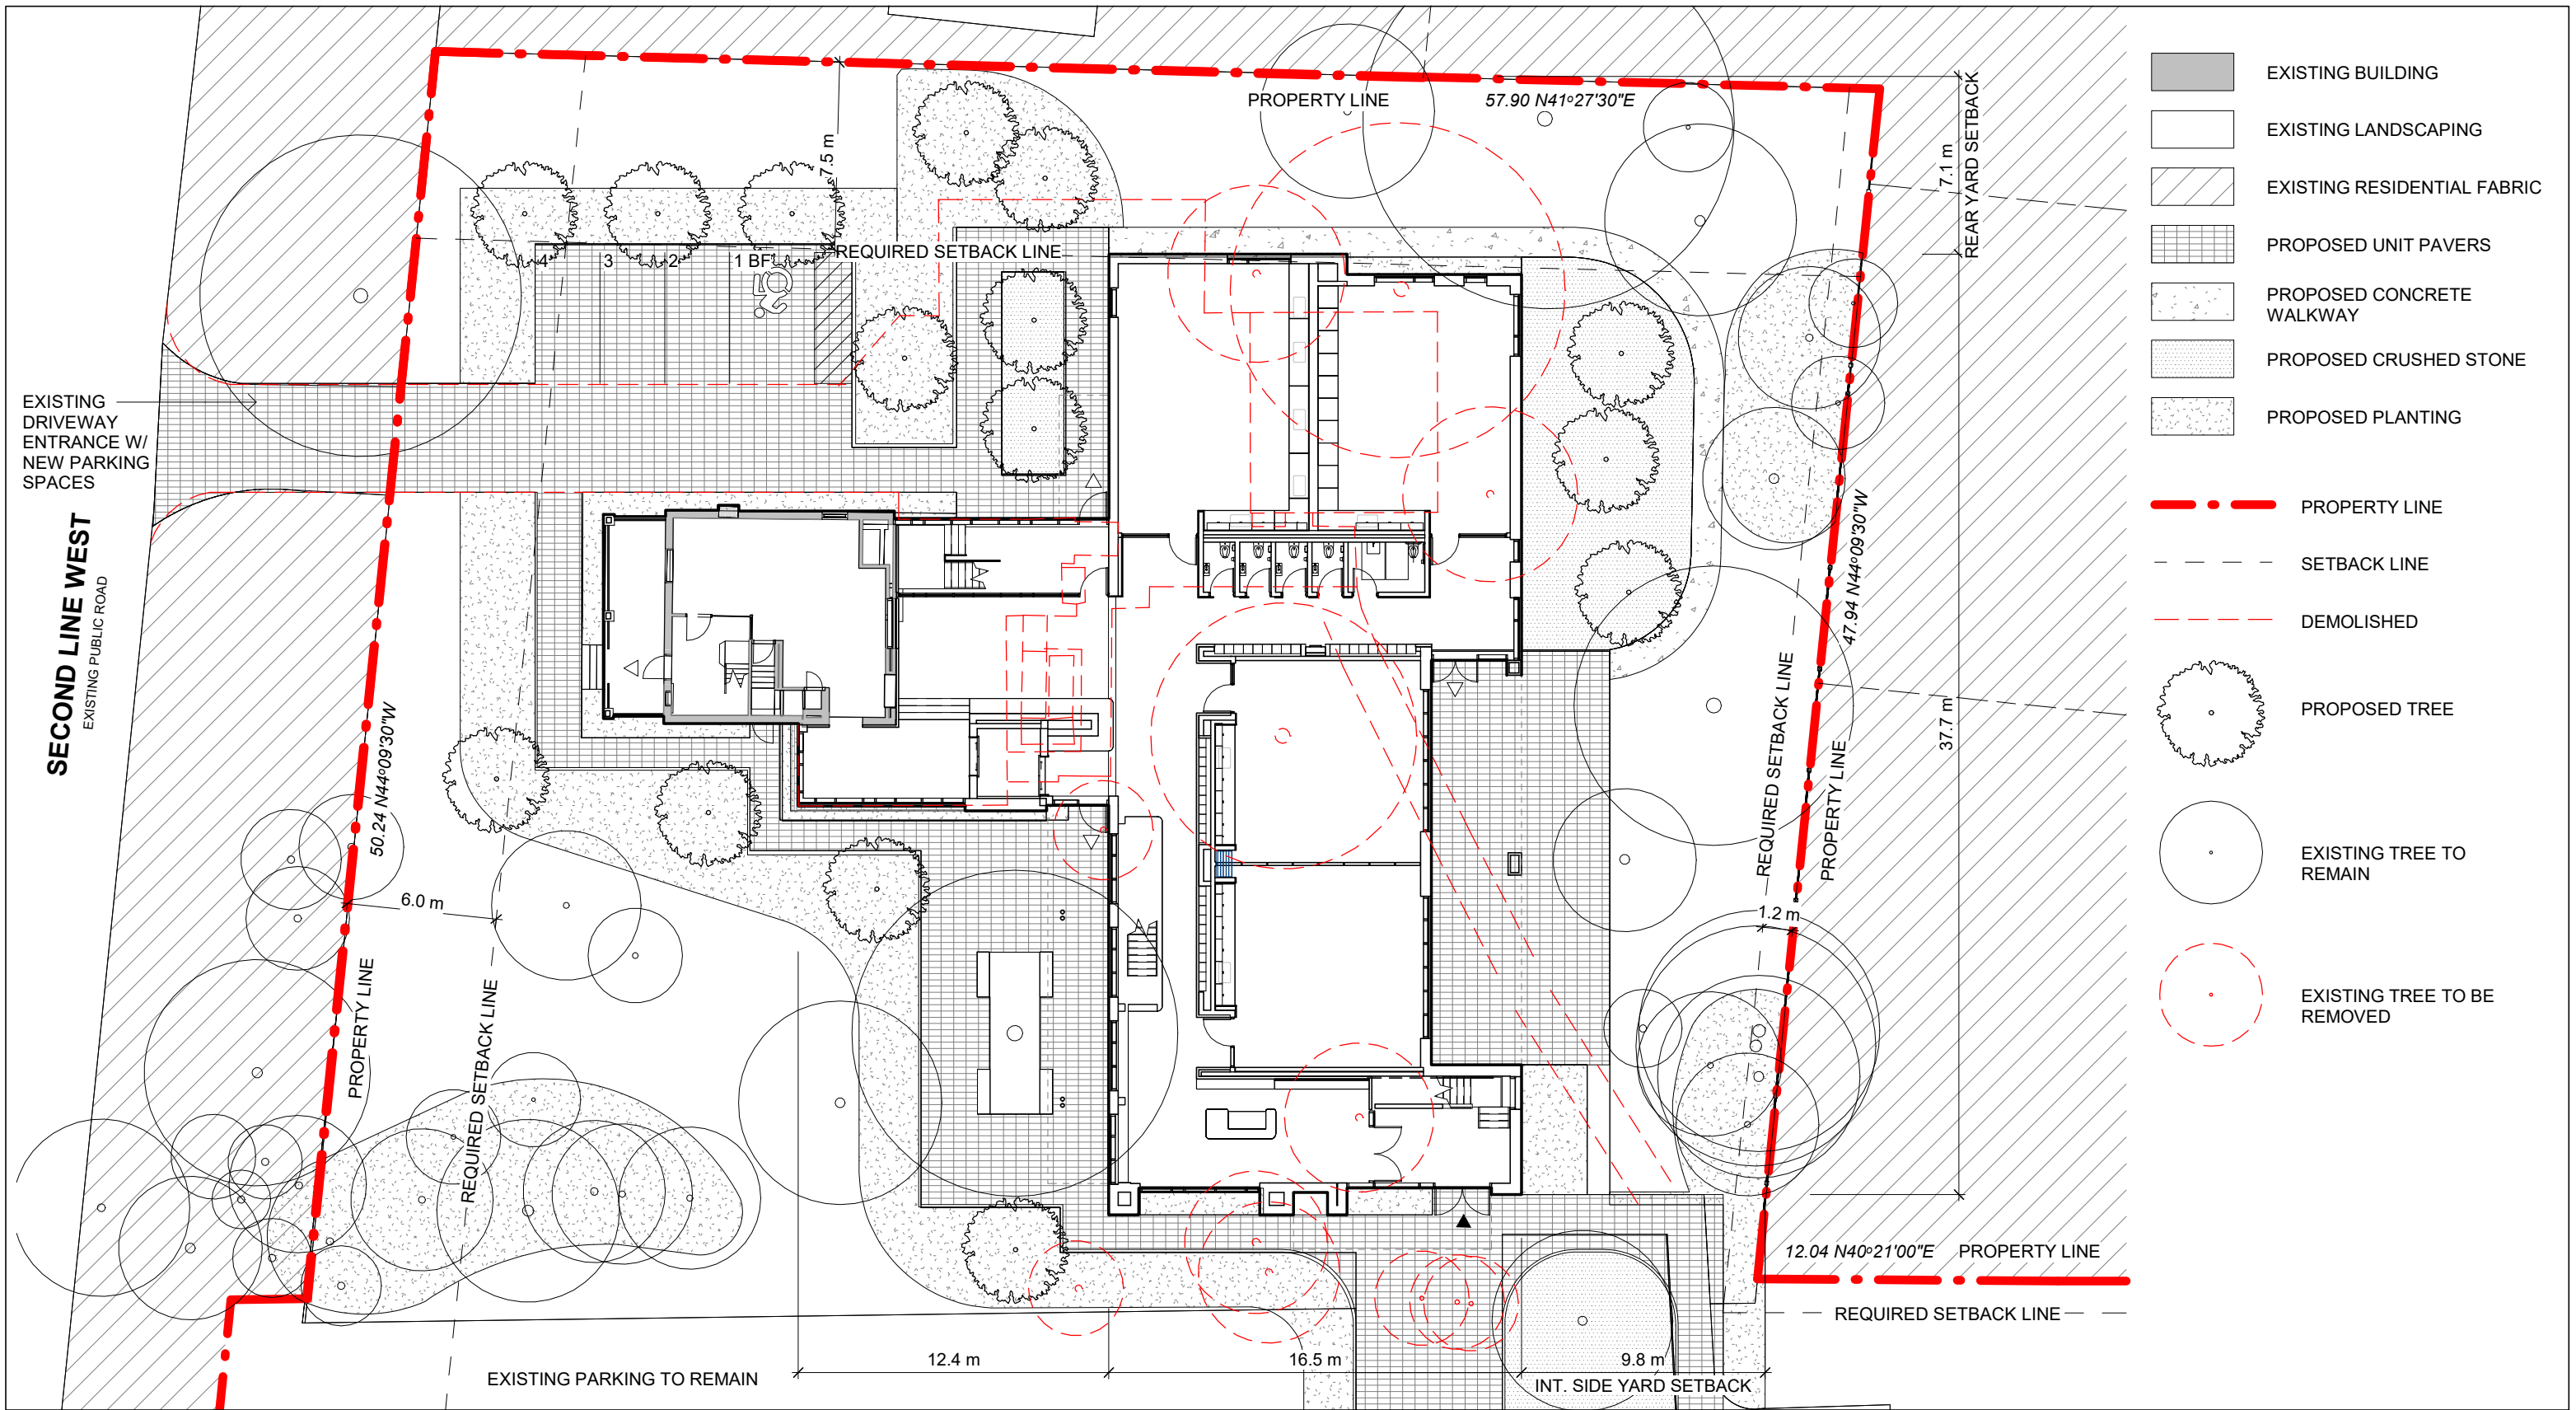 PROPERTY LINE
57.90 N41°27'30"E
7.5 m
7.1 m
REAR YARD SETBACK
REQUIRED SETBACK LINE
4
3
2
1 BF
EXISTING
DRIVEWAY
ENTRANCE W/
NEW PARKING
SPACES
SECOND LINE WEST
EXISTING PUBLIC ROAD
50.24 N44°09'30"W
6.0 m
PROPERTY LINE
REQUIRED SETBACK LINE
47.94 N44°09'30"W
REQUIRED SETBACK LINE
PROPERTY LINE
37.7 m
1.2 m
12.04 N40°21'00"E
PROPERTY LINE
REQUIRED SETBACK LINE
12.4 m
16.5 m
9.8 m
EXISTING PARKING TO REMAIN
INT. SIDE YARD SETBACK
EXISTING BUILDING
EXISTING LANDSCAPING
EXISTING RESIDENTIAL FABRIC
PROPOSED UNIT PAVERS
PROPOSED CONCRETE
WALKWAY
PROPOSED CRUSHED STONE
PROPOSED PLANTING
PROPERTY LINE
SETBACK LINE
DEMOLISHED
PROPOSED TREE
EXISTING TREE TO
REMAIN
EXISTING TREE TO BE
REMOVED